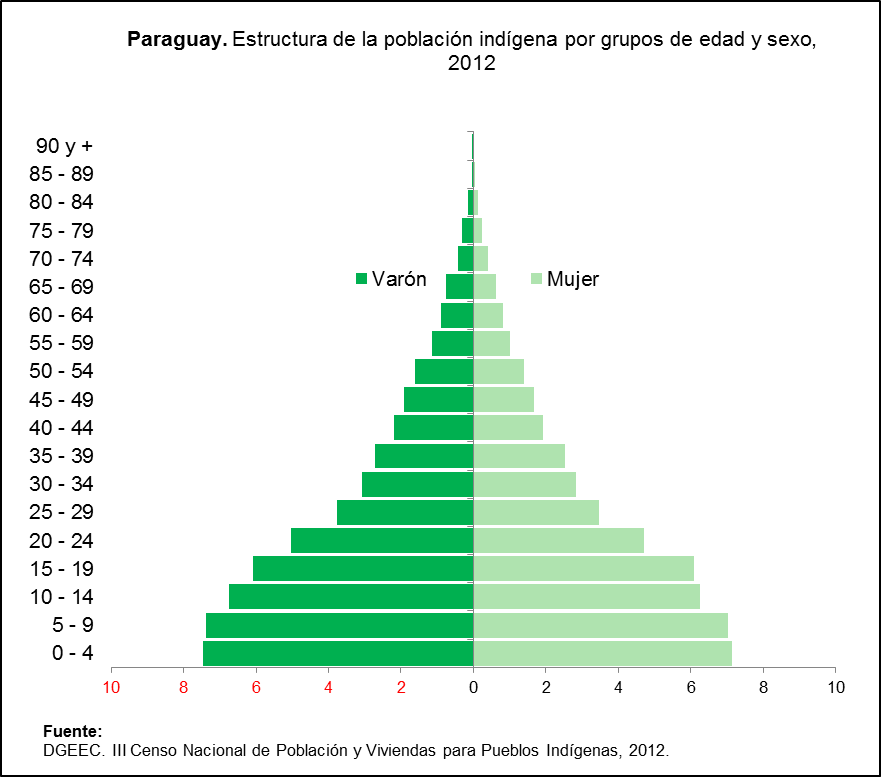 Paraguay. Estructura de la población indígena por grupos de edad y sexo,
2012
90 y +
85 - 89
80 - 84
75 - 79
70 - 74
Varón Mujer
65 - 69
60 - 64
55 - 59
50 - 54
45 - 49
40 - 44
35 - 39
30 - 34
25 - 29
20 - 24
15 - 19
10 - 14
5 - 9
0 - 4
10 8 6 4 2 0 2 4 6 8 10
Fuente:
DGEEC. III Censo Nacional de Población y Viviendas para Pueblos Indígenas, 2012.